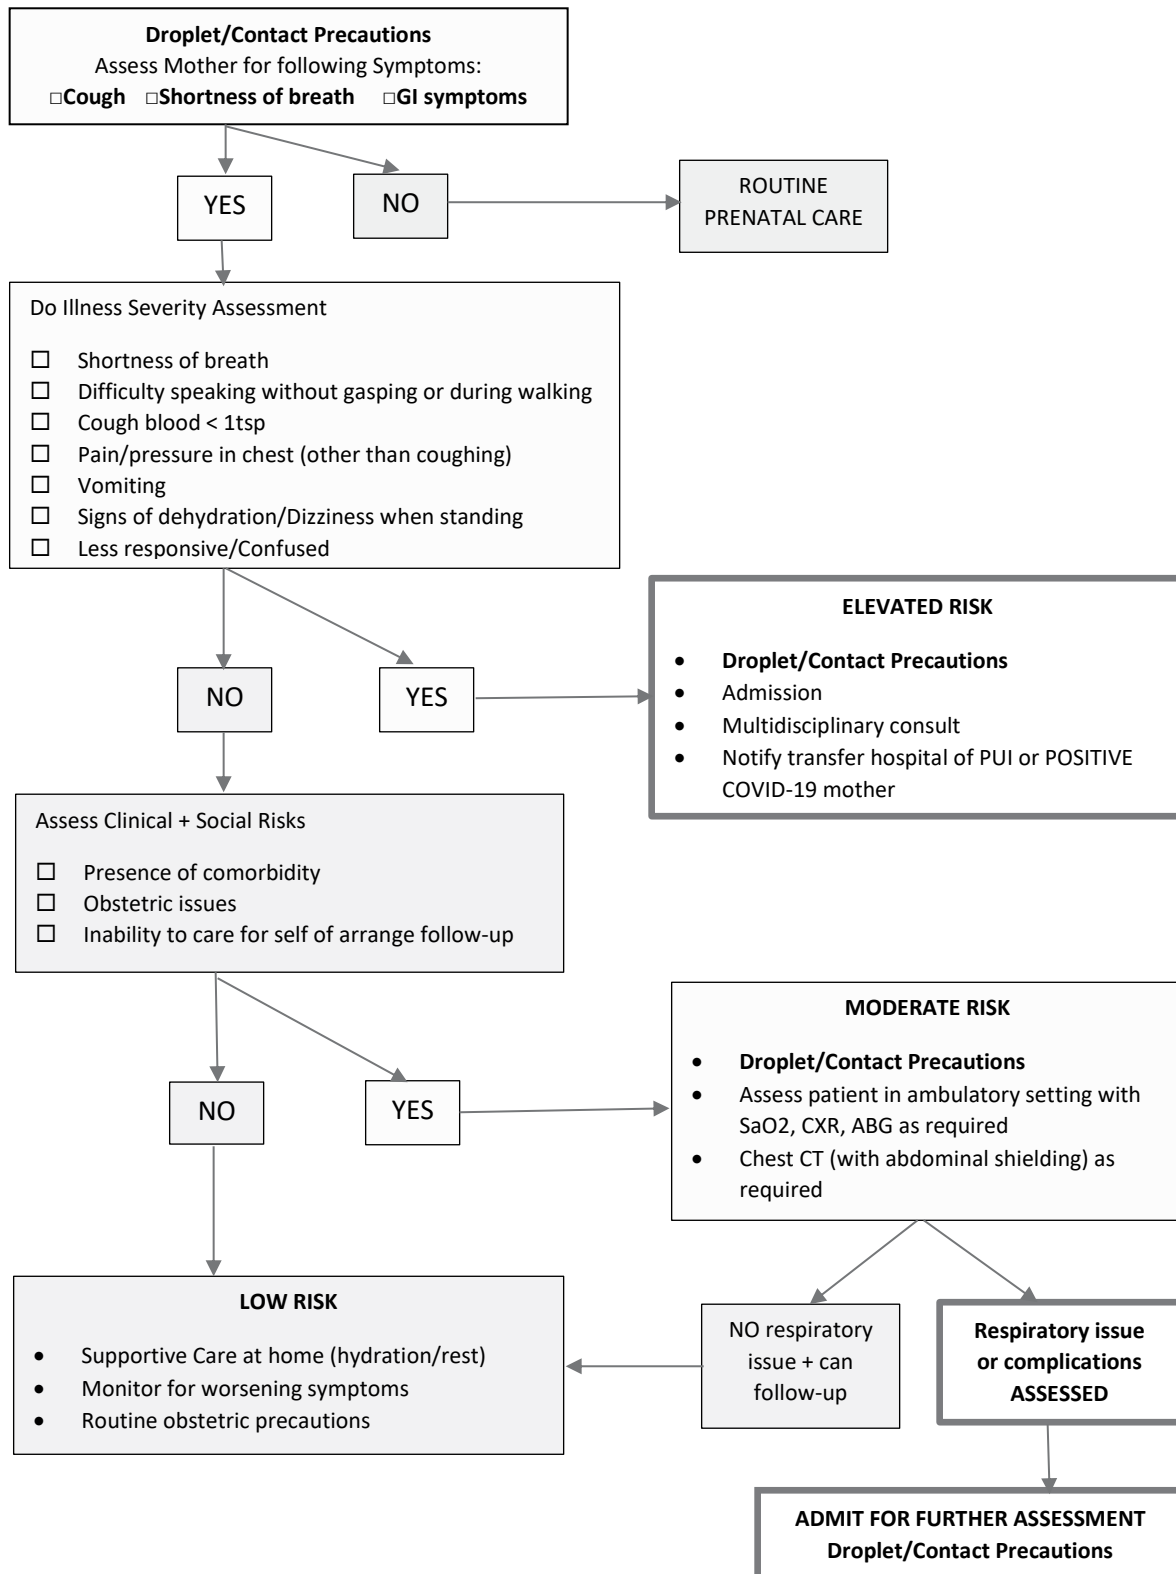 Droplet/Contact Precautions
Assess Mother for following Symptoms:
□Cough □Shortness of breath □GI symptoms
YES
NO
ROUTINE
PRENATAL CARE
Do Illness Severity Assessment
☐ Shortness of breath
☐ Difficulty speaking without gasping or during walking
☐ Cough blood < 1tsp
☐ Pain/pressure in chest (other than coughing)
☐ Vomiting
☐ Signs of dehydration/Dizziness when standing
☐ Less responsive/Confused
NO
YES
ELEVATED RISK
• Droplet/Contact Precautions
• Admission
• Multidisciplinary consult
• Notify transfer hospital of PUI or POSITIVE
COVID-19 mother
Assess Clinical + Social Risks
☐ Presence of comorbidity
☐ Obstetric issues
☐ Inability to care for self of arrange follow-up
NO
YES
MODERATE RISK
• Droplet/Contact Precautions
• Assess patient in ambulatory setting with
SaO2, CXR, ABG as required
• Chest CT (with abdominal shielding) as
required
LOW RISK
• Supportive Care at home (hydration/rest)
• Monitor for worsening symptoms
• Routine obstetric precautions
NO respiratory
issue + can
follow-up
Respiratory issue
or complications
ASSESSED
ADMIT FOR FURTHER ASSESSMENT
Droplet/Contact Precautions